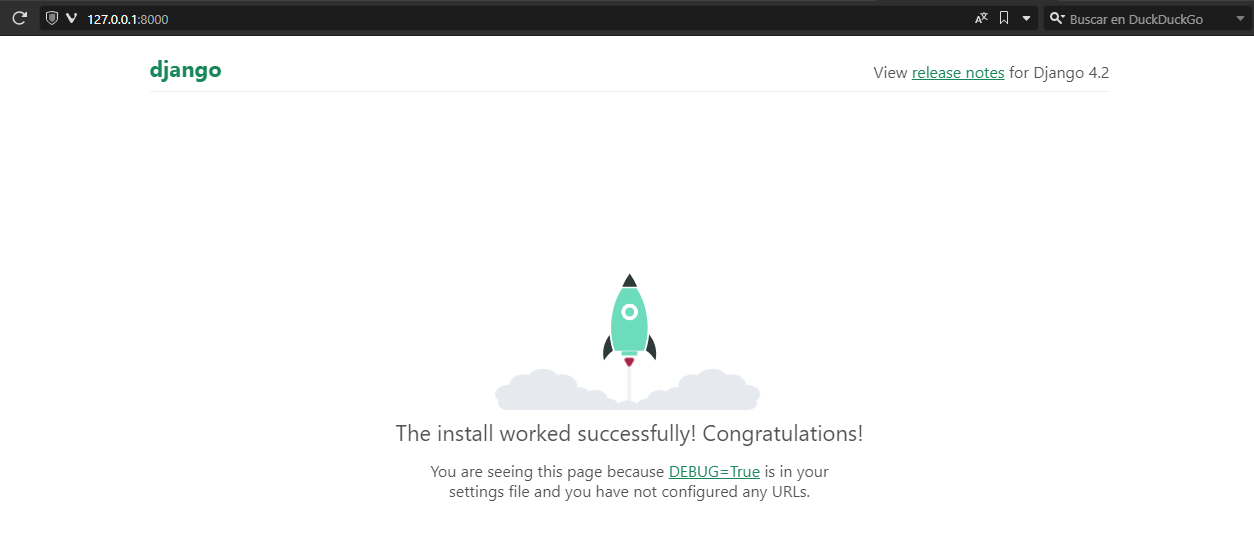 127.0.0.1:8000
Buscar en DuckDuckGo
django
View release notes for Django 4.2
The install worked successfully! Congratulations!
You are seeing this page because DEBUG=True is in your
settings file and you have not configured any URLs.